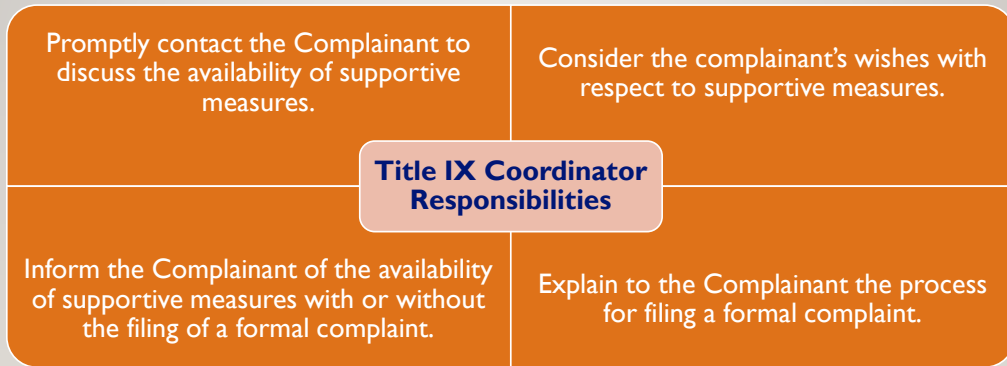 Promptly contact the Complainant to
discuss the availability of supportive
measures.
Consider the complainant’s wishes with
respect to supportive measures.
Title IX Coordinator
Responsibilities
Inform the Complainant of the availability
of supportive measures with or without
the filing of a formal complaint.
Explain to the Complainant the process
for filing a formal complaint.